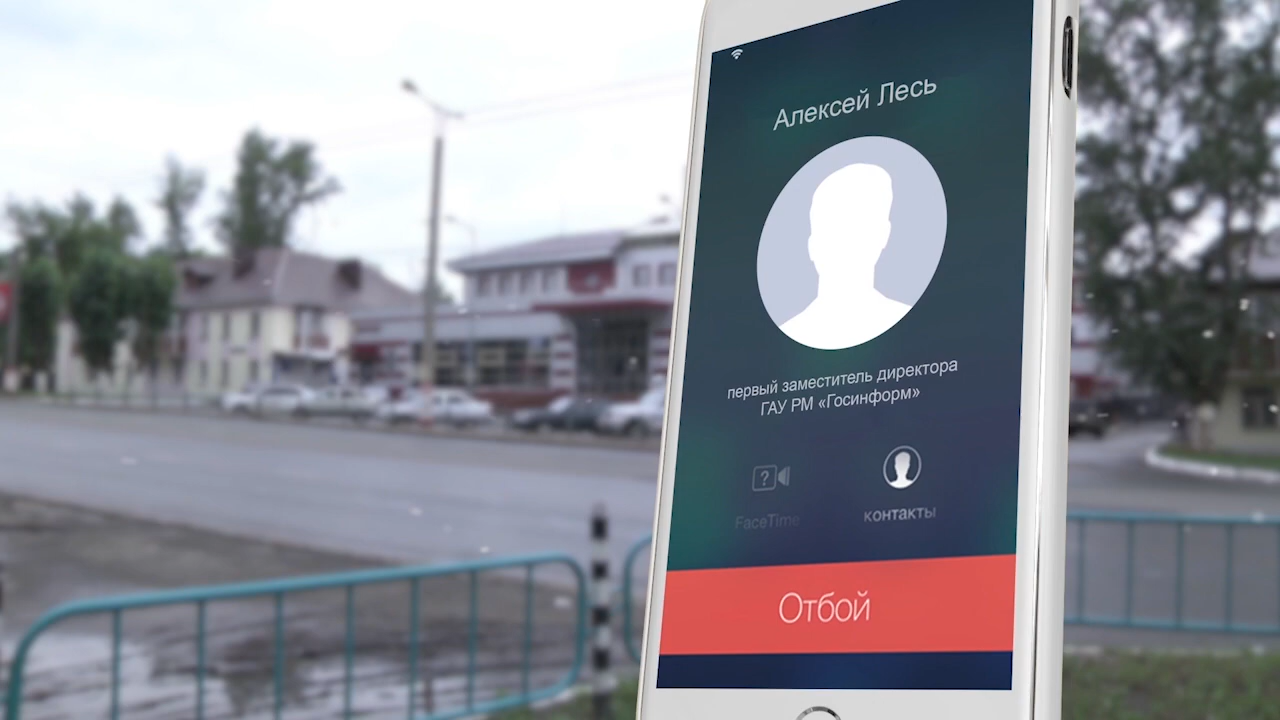 Алексей Лесь
первый заместитель директора
ГАУ РМ «Госинформ»
?
FaceTime
контакты
Отбой